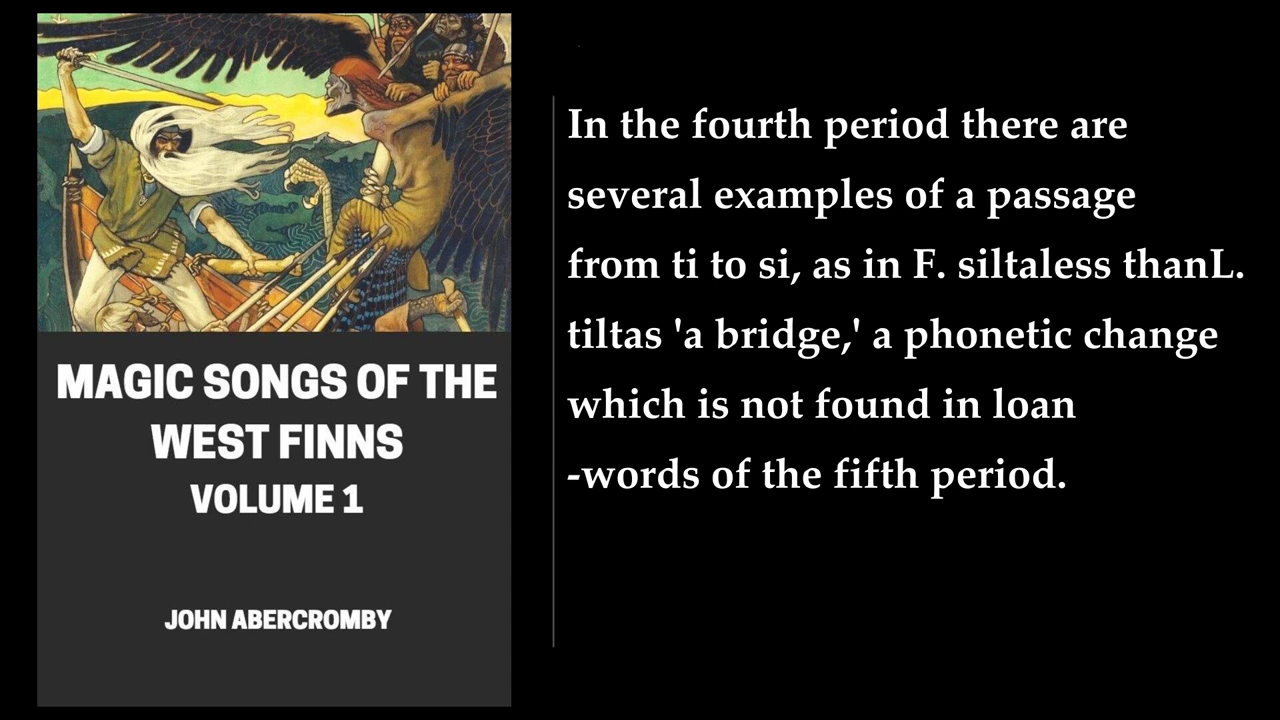 MAGIC SONGS OF THE
WEST FINNS
VOLUME 1
JOHN ABERCROMBY
In the fourth period there are
several examples of a passage
from ti to si, as in F. siltaless thanL.
tiltas 'a bridge,' a phonetic change
which is not found in loan
-words of the fifth period.